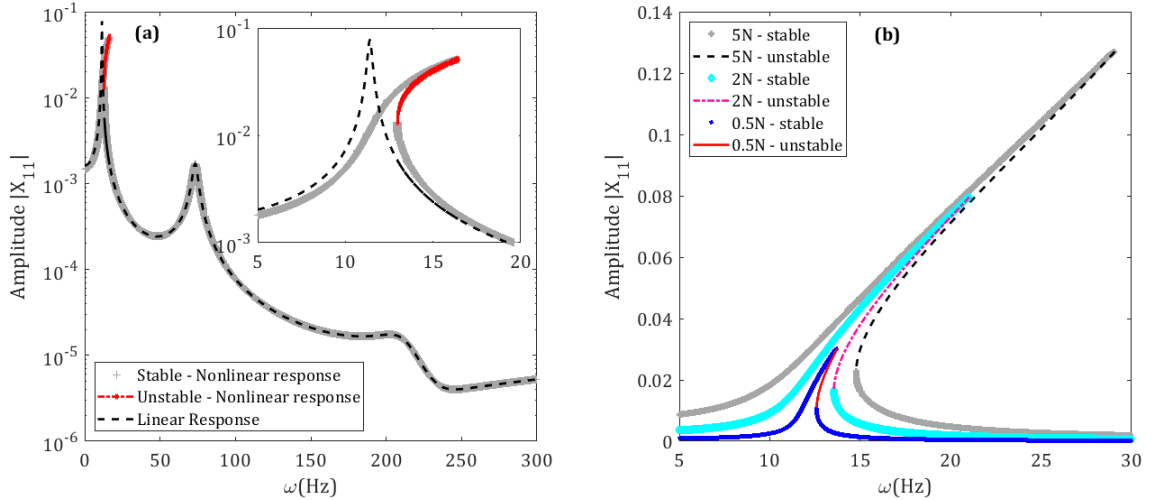 10^-1
10^-2
10^-3
10^-4
10^-5
10^-6
Amplitude |X_11|
0 50 100 150 200 250 300
ω(Hz)
(a)
10^-1
10^-2
10^-3
5 10 15 20
Stable - Nonlinear response
Unstable - Nonlinear response
Linear Response
0.14
0.12
0.1
0.08
0.06
0.04
0.02
0
Amplitude |X_11|
5 10 15 20 25 30
ω(Hz)
(b)
5N - stable
5N - unstable
2N - stable
2N - unstable
0.5N - stable
0.5N - unstable